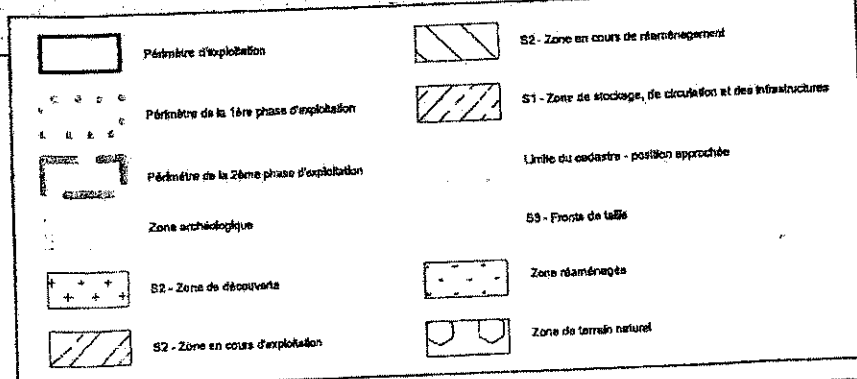 Périmètre d'exploitation
Périmètre de la 1ère phase d'exploitation
Périmètre de la 2ème phase d'exploitation
Zone archéologique
S2 - Zone de découverte
S2 - Zone en cours d'exploitation
S2 - Zone en cours de réaménagement
S1 - Zone de stockage, de circulation et des infrastructures
Limite du cadastre - position approchée
S3 - Fronts de taille
Zone réaménagée
Zone de terrain naturel